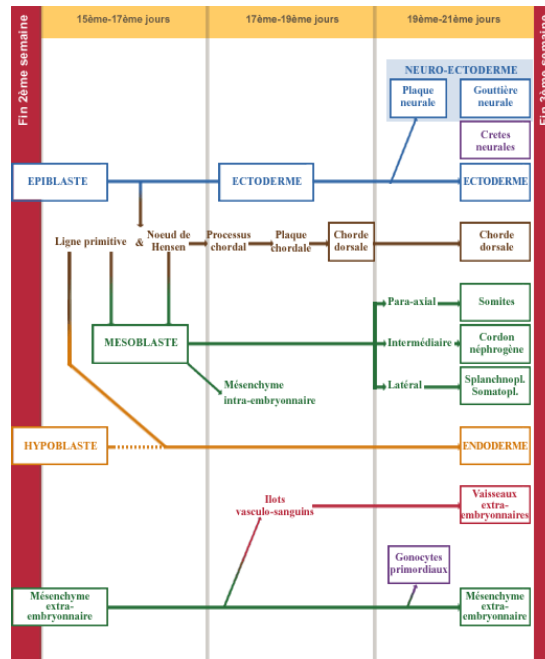 15ème-17ème jours
17ème-19ème jours
19ème-21ème jours
Fin 2ème semaine
Fin 3ème semaine
NEURO-ECTODERME
Plaque
neurale
Gouttière
neurale
Cretes
neurales
EPIBLASTE
ECTODERME
ECTODERME
Ligne primitive
&
Noeud de
Hensen
Processus
chordal
Plaque
chordale
Chorde
dorsale
Chorde
dorsale
MESOBLASTE
Para-axial
Somites
Intermédiaire
Cordon
néphrogène
Latéral
Splanchnopl.
Somatopl.
Mésenchyme
intra-embryonnaire
HYPOBLASTE
ENDODERME
Ilots
vasculo-sanguins
Vaisseaux
extra-
embryonnaires
Gonocytes
primordiaux
Mésenchyme
extra-
embryonnaire
Mésenchyme
extra-
embryonnaire